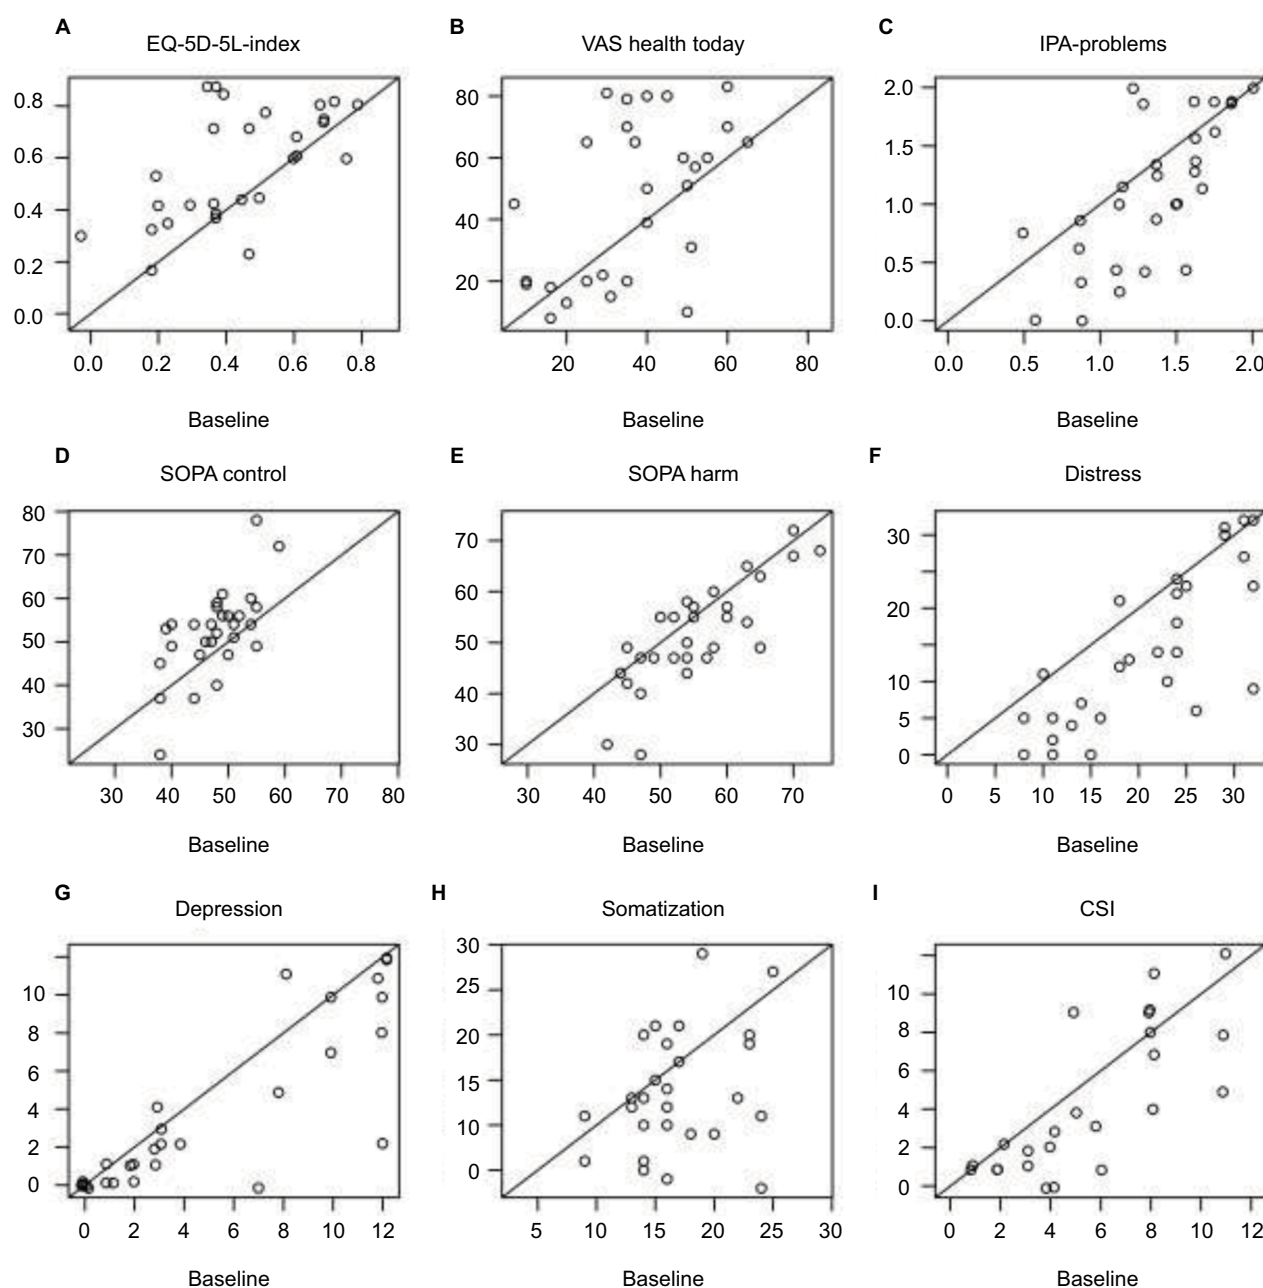 A
EQ-5D-5L-index
0.8
0.6
0.4
0.2
0.0
0.0 0.2 0.4 0.6 0.8
Baseline
B
VAS health today
80
60
40
20
20 40 60 80
Baseline
C
IPA-problems
2.0
1.5
1.0
0.5
0.0
0.0 0.5 1.0 1.5 2.0
Baseline
D
SOPA control
80
70
60
50
40
30
30 40 50 60 70 80
Baseline
E
SOPA harm
70
60
50
40
30
30 40 50 60 70
Baseline
F
Distress
30
20
10
5
0
0 5 10 15 20 25 30
Baseline
G
Depression
10
8
6
4
2
0
0 2 4 6 8 10 12
Baseline
H
Somatization
30
25
20
15
10
0
5 10 15 20 25 30
Baseline
I
CSI
10
8
6
4
2
0
0 2 4 6 8 10 12
Baseline